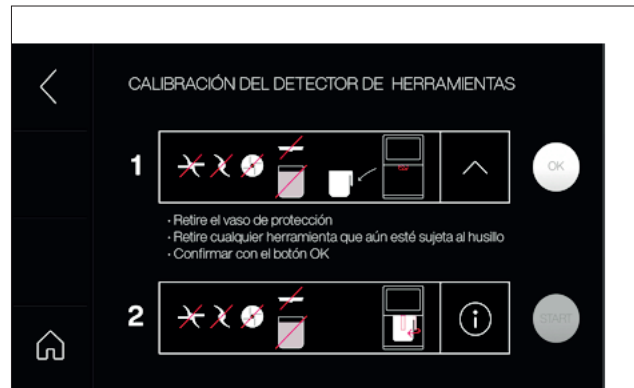 CALIBRACIÓN DEL DETECTOR DE HERRAMIENTAS
1
OK
· Retire el vaso de protección
· Retire cualquier herramienta que aún esté sujeta al husillo
· Confirmar con el botón OK
2
i
START